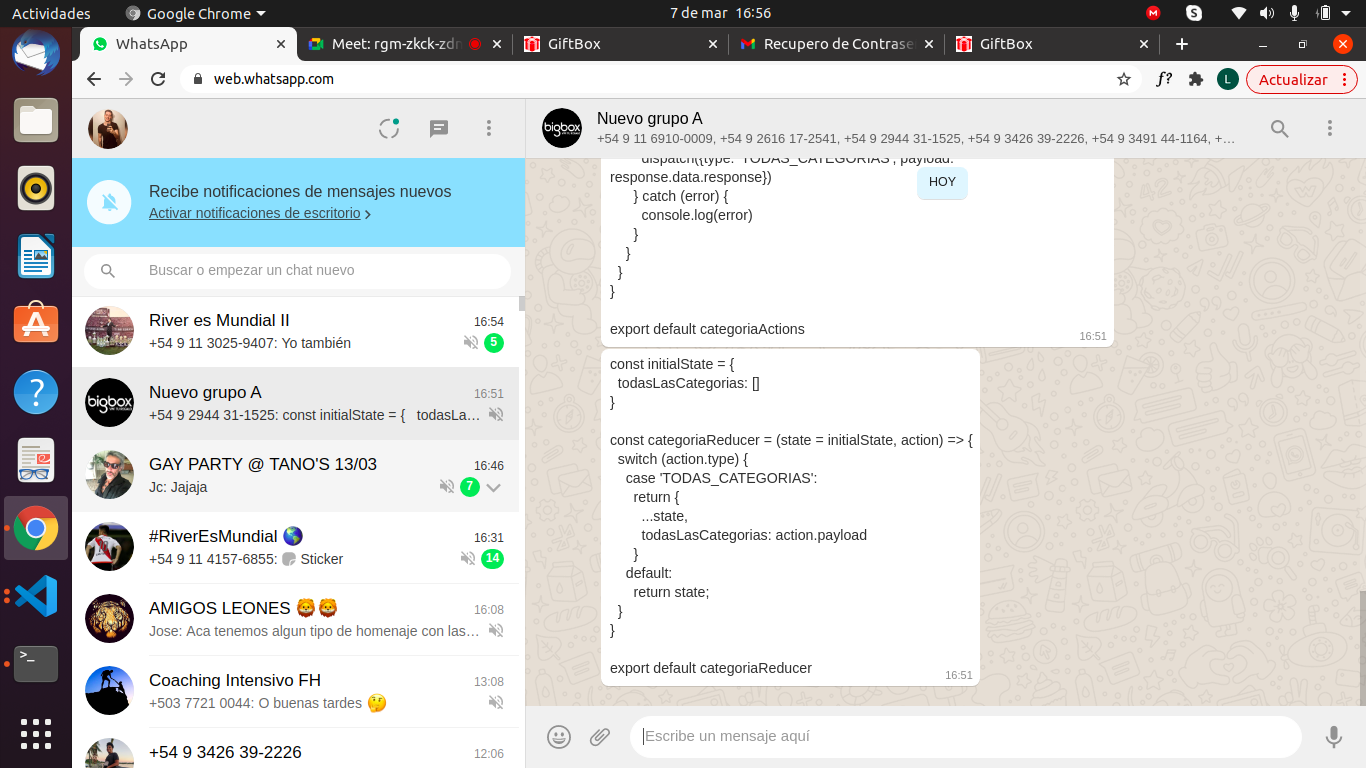 Actividades
Google Chrome
7 de mar 16:56
WhatsApp
Meet: rgm-zkck-zdn
GiftBox
Recupero de Contrase
GiftBox
web.whatsapp.com
f?
L
Actualizar
bigbox
Nuevo grupo A
+54 9 11 6910-0009, +54 9 2616 17-2541, +54 9 2944 31-1525, +54 9 3426 39-2226, +54 9 3491 44-1164, +…
Recibe notificaciones de mensajes nuevos
Activar notificaciones de escritorio
Buscar o empezar un chat nuevo
River es Mundial II
16:54
+54 9 11 3025-9407: Yo también
5
bigbox
Nuevo grupo A
16:51
+54 9 2944 31-1525: const initialState = { todasLa…
GAY PARTY @ TANO'S 13/03
16:46
Jc: Jajaja
7
#RiverEsMundial 🌎
16:31
+54 9 11 4157-6855: Sticker
14
AMIGOS LEONES 🦁🦁
16:08
Jose: Aca tenemos algun tipo de homenaje con las…
Coaching Intensivo FH
13:08
+503 7721 0044: O buenas tardes 🤔
+54 9 3426 39-2226
12:06
dispatch({type: 'TODAS_CATEGORIAS', payload:
response.data.response})
HOY
} catch (error) {
console.log(error)
}
}
}
}
export default categoriaActions
16:51
const initialState = {
todasLasCategorias: []
}
const categoriaReducer = (state = initialState, action) => {
switch (action.type) {
case 'TODAS_CATEGORIAS':
return {
...state,
todasLasCategorias: action.payload
}
default:
return state;
}
}
export default categoriaReducer
16:51
Escribe un mensaje aquí